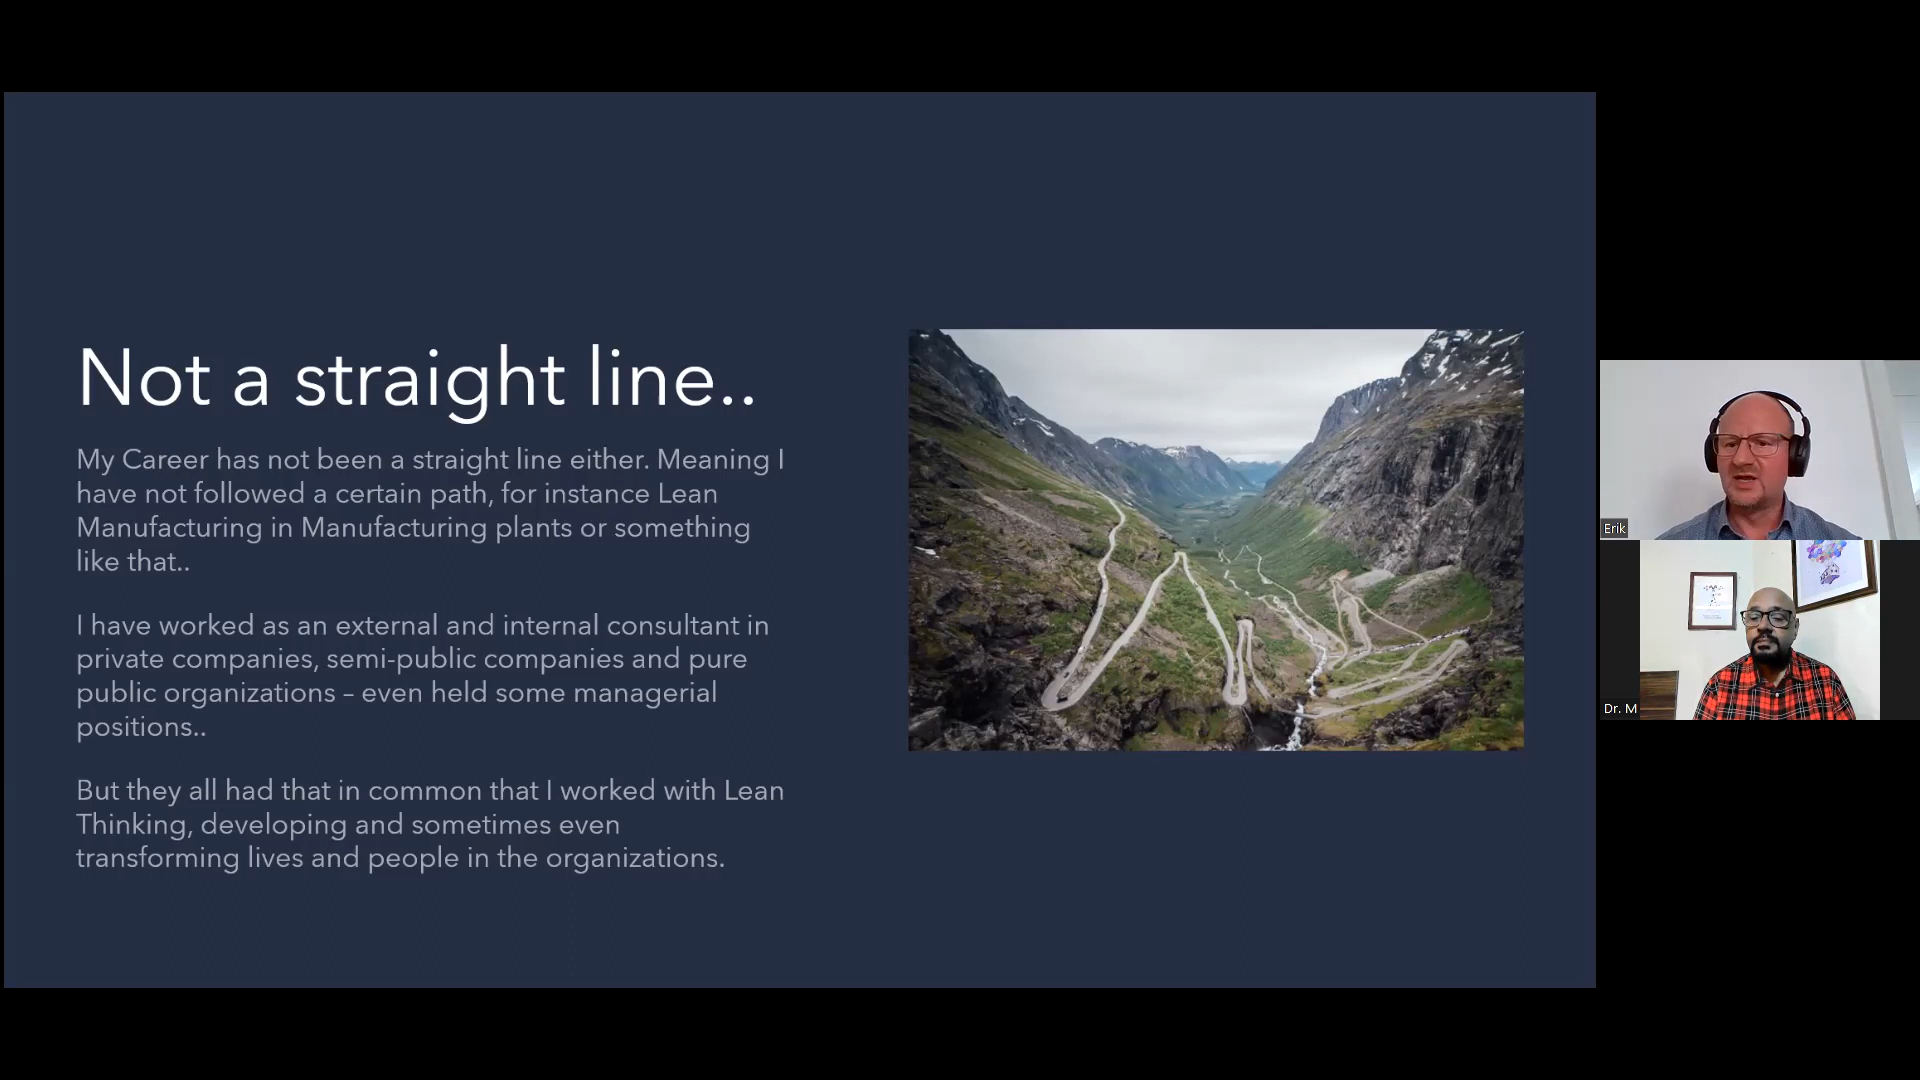 Not a straight line..
My Career has not been a straight line either. Meaning I
have not followed a certain path, for instance Lean
Manufacturing in Manufacturing plants or something
like that..
I have worked as an external and internal consultant in
private companies, semi-public companies and pure
public organizations – even held some managerial
positions..
But they all had that in common that I worked with Lean
Thinking, developing and sometimes even
transforming lives and people in the organizations.
Erik
Dr. M